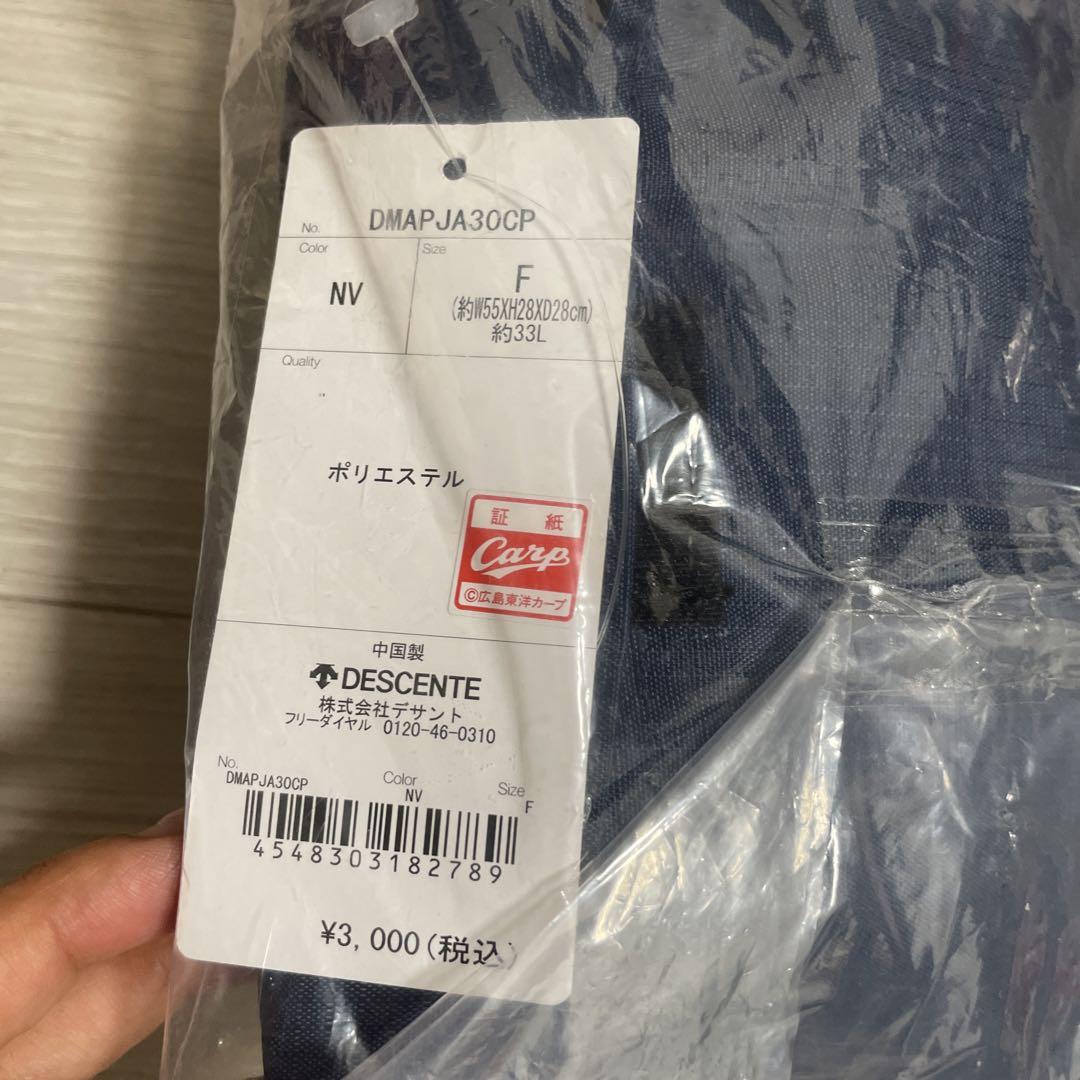 No. DMAPJA30CP
Color
Size
NV
F
(約W55XH28XD28cm)
約33L
Quality
ポリエステル
証 紙
Carp
©広島東洋カープ
中国製
DESCENTE
株式会社デサント
フリーダイヤル 0120-46-0310
No. Color Size
DMAPJA30CP NV F
4548303182789
¥3,000(税込)